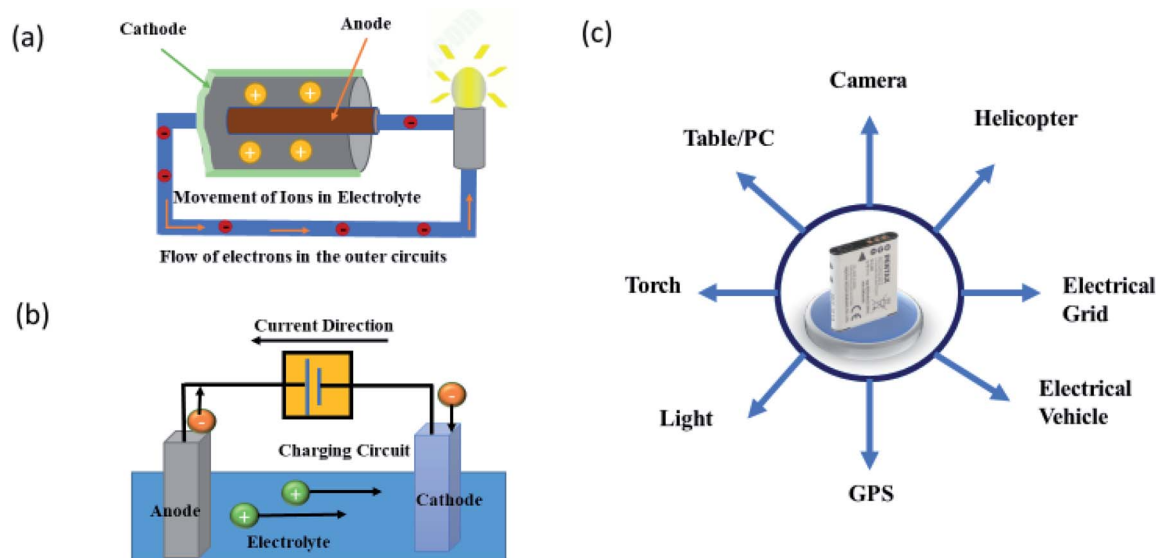 (a)
Cathode
Anode
Movement of Ions in Electrolyte
Flow of electrons in the outer circuits
(b)
Current Direction
Charging Circuit
Anode
Cathode
Electrolyte
(c)
Camera
Helicopter
Table/PC
Torch
Electrical
Grid
Light
Electrical
Vehicle
GPS
PENTAX